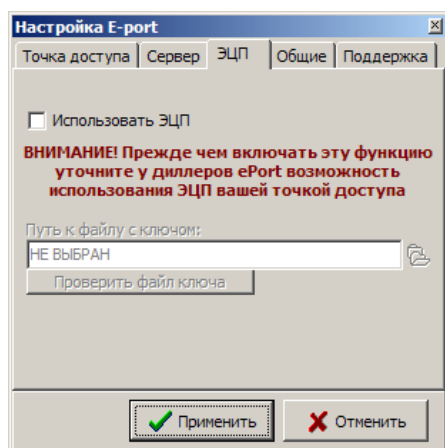 Настройка E-port
Точка доступа Сервер ЭЦП Общие Поддержка
Использовать ЭЦП
ВНИМАНИЕ! Прежде чем включать эту функцию
уточните у диллеров ePort возможность
использования ЭЦП вашей точкой доступа
Путь к файлу с ключом:
НЕ ВЫБРАН
Проверить файл ключа
Применить Отменить